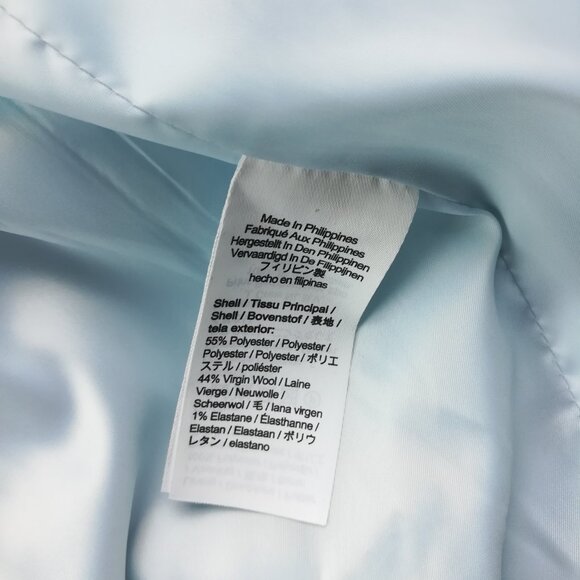 Made In Philippines
Fabriqué Aux Philippines
Hergestellt In Den Philippinen
Vervaardigd In De Filippijnen
フィリピン製
hecho en filipinas
Shell / Tissu Principal /
Shell / Bovenstof / 表地 /
tela exterior:
55% Polyester / Polyester /
Polyester / Polyester / ポリエ
ステル / poliéster
44% Virgin Wool / Laine
Vierge / Neuwolle /
Scheerwol / 毛 / lana virgen
1% Elastane / Élasthanne /
Elastan / Elastaan / ポリウ
レタン / elastano